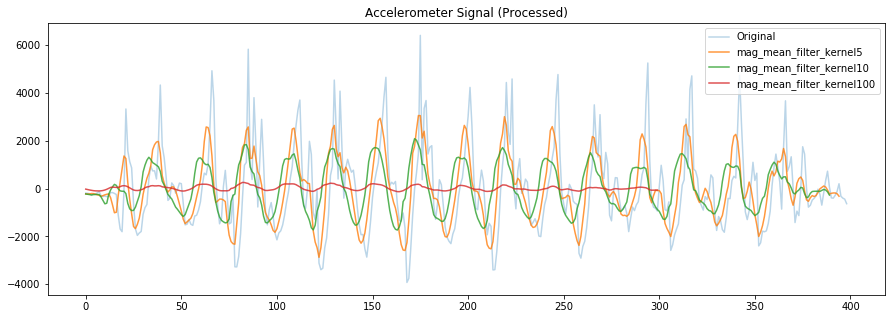 Accelerometer Signal (Processed)
Original
mag_mean_filter_kernel5
mag_mean_filter_kernel10
mag_mean_filter_kernel100
6000
4000
2000
0
−2000
−4000
0 50 100 150 200 250 300 350 400